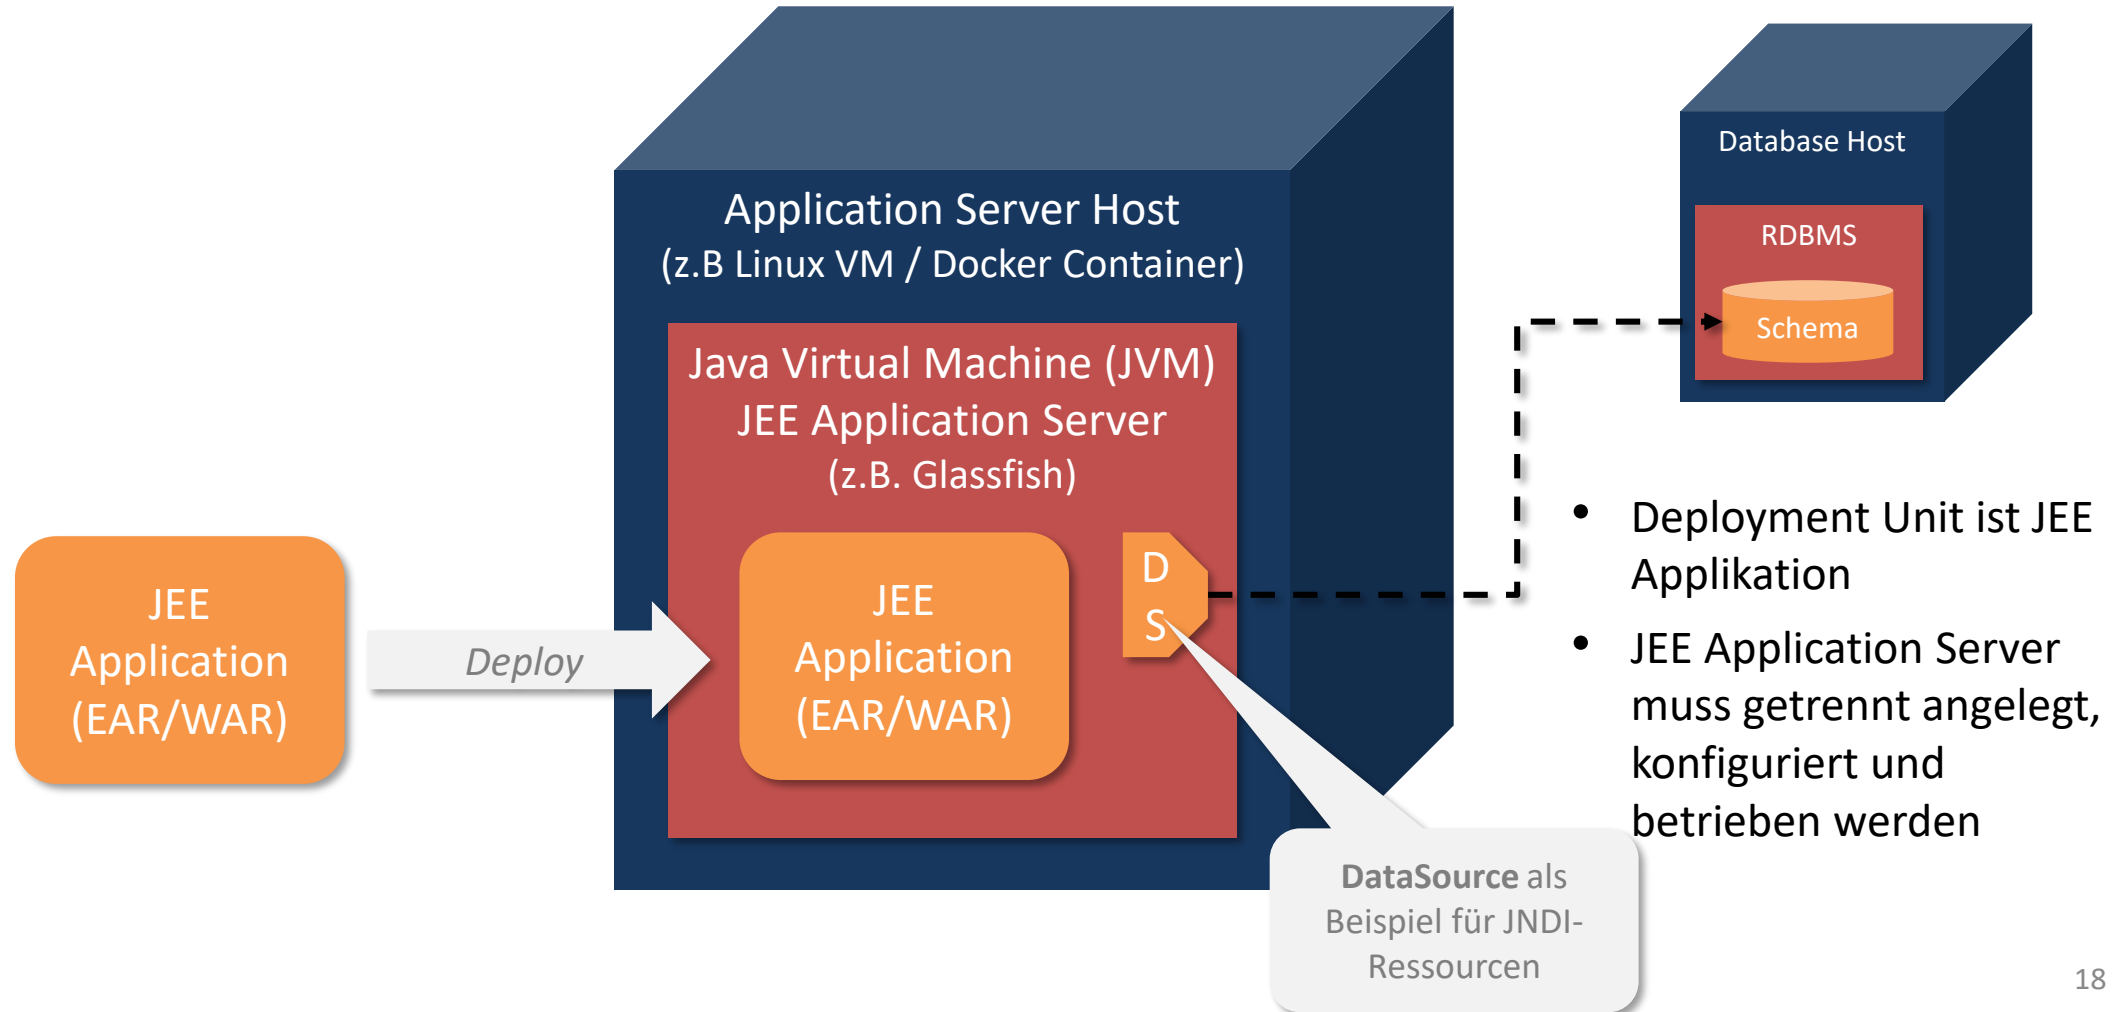 Application Server Host
(z.B Linux VM / Docker Container)
Java Virtual Machine (JVM)
JEE Application Server
(z.B. Glassfish)
JEE
Application
(EAR/WAR)
Deploy
JEE
Application
(EAR/WAR)
D
S
DataSource als
Beispiel für JNDI-
Ressourcen
Database Host
RDBMS
Schema
• Deployment Unit ist JEE
Applikation
• JEE Application Server
muss getrennt angelegt,
konfiguriert und
betrieben werden
18